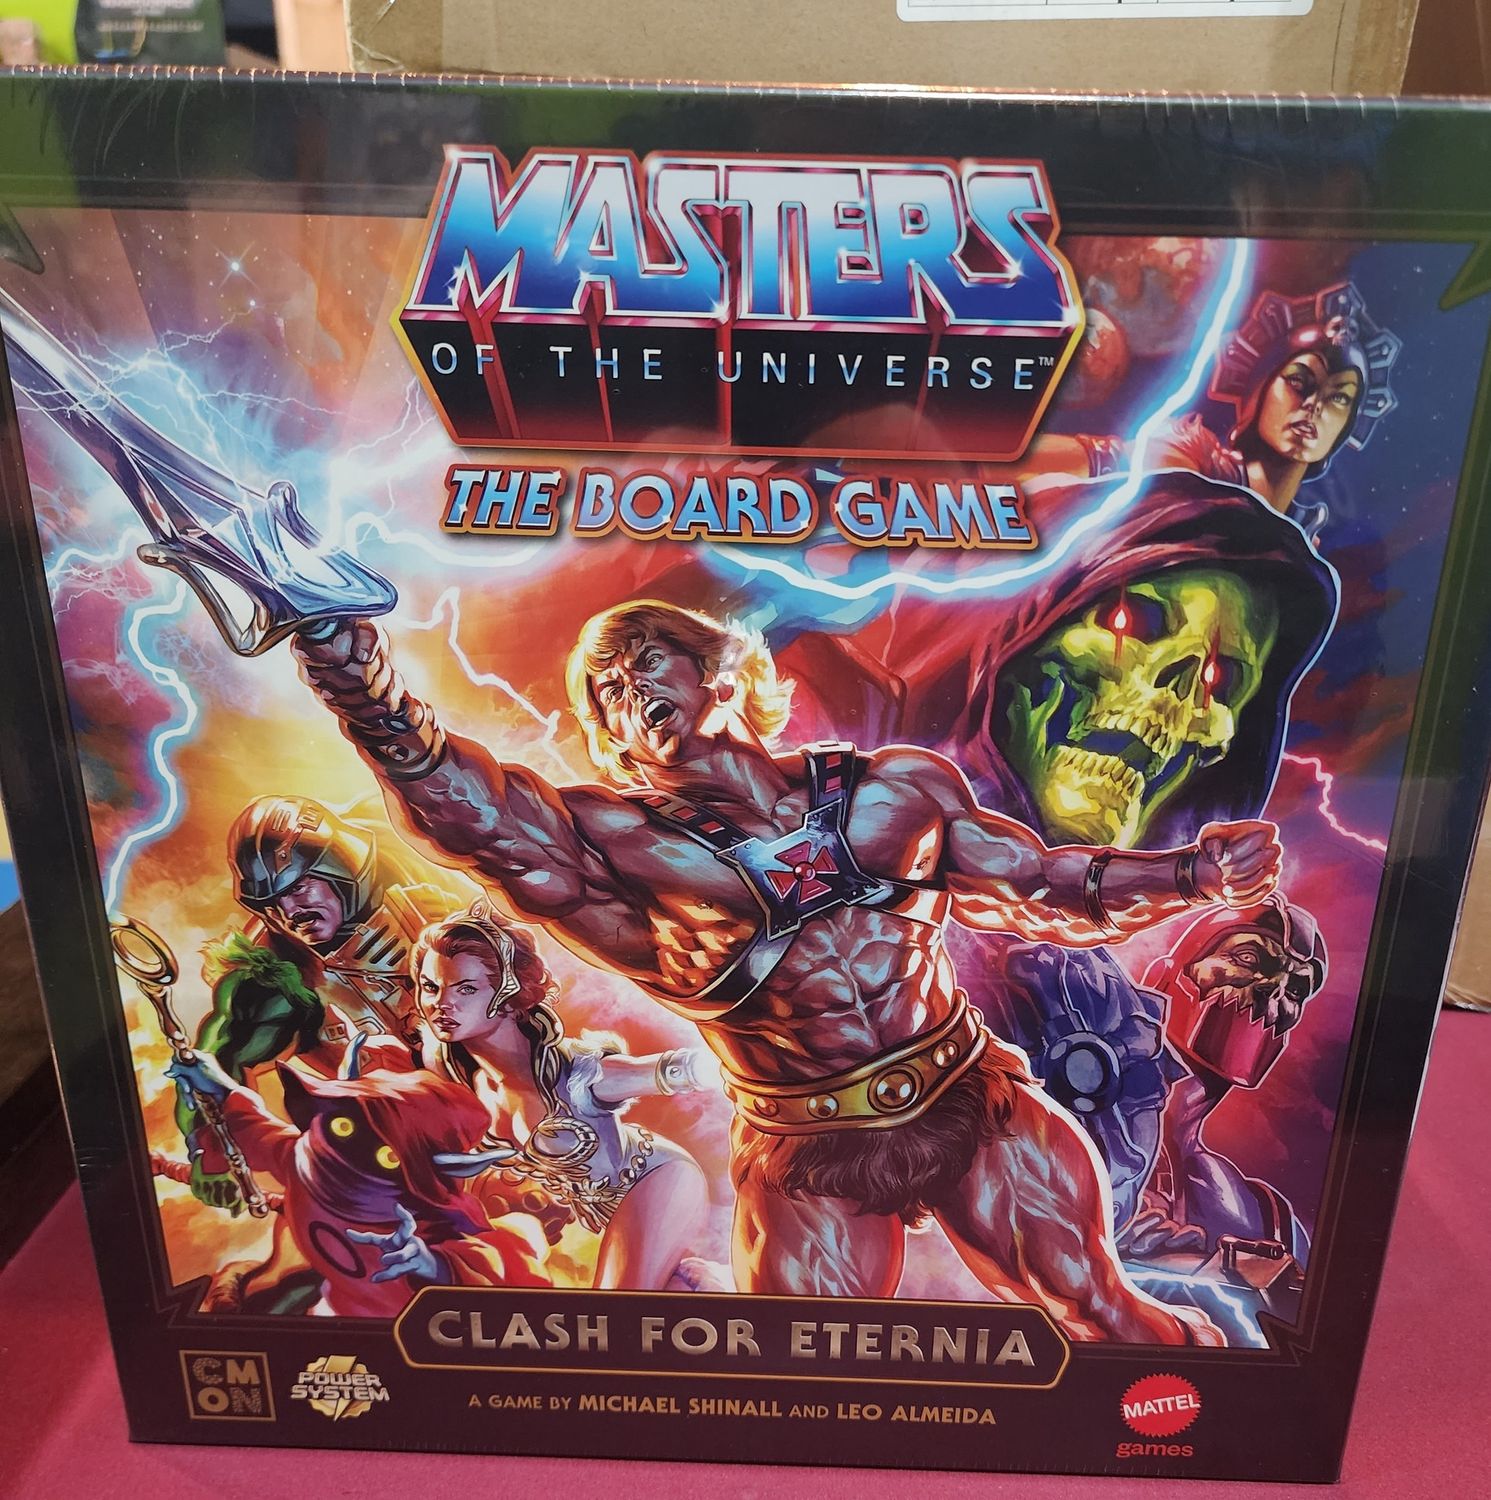 MASTERS
OF THE UNIVERSE™
THE BOARD GAME
CLASH FOR ETERNIA
CMON
POWER
SYSTEM
A GAME BY MICHAEL SHINALL AND LEO ALMEIDA
MATTEL
games